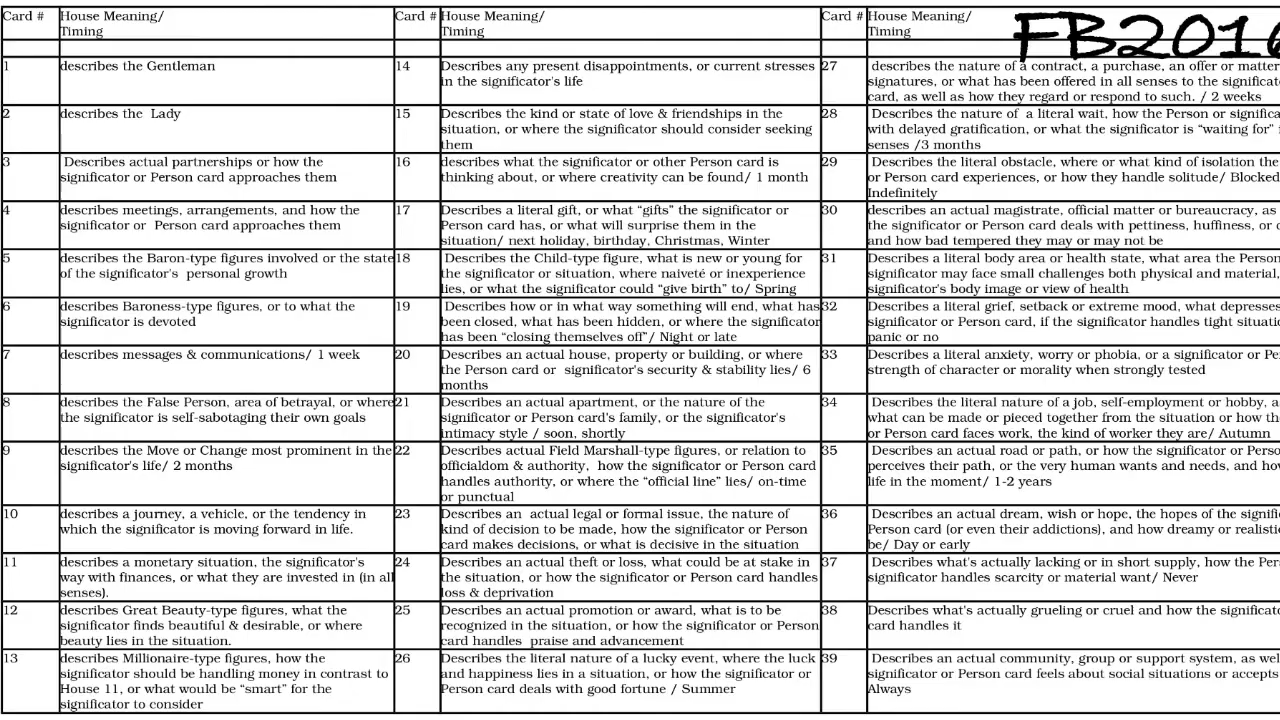 Card #
House Meaning/
Timing
Card #
House Meaning/
Timing
Card #
House Meaning/
Timing
FB2016
1
describes the Gentleman
14
Describes any present disappointments, or current stresses
in the significator's life
27
describes the nature of a contract, a purchase, an offer or matter
signatures, or what has been offered in all senses to the
card, as well as how they regard or respond to such. / 2 weeks
2
describes the Lady
15
Describes the kind or state of love & friendships in the
situation, or where the significator should consider seeking
them
28
Describes the nature of a literal wait, how the Person or
with delayed gratification, or what the significator is “waiting for”
senses /3 months
3
Describes actual partnerships or how the
significator or Person card approaches them
16
describes what the significator or other Person card is
thinking about, or where creativity can be found/ 1 month
29
Describes the literal obstacle, where or what kind of isolation the
or Person card experiences, or how they handle solitude/ Blocked
Indefinitely
4
describes meetings, arrangements, and how the
significator or Person card approaches them
17
Describes a literal gift, or what “gifts” the significator or
Person card has, or what will surprise them in the
situation/ next holiday, birthday, Christmas, Winter
30
describes an actual magistrate, official matter or bureaucracy, as
the significator or Person card deals with pettiness, huffiness, or
and how bad tempered they may or may not be
5
describes the Baron-type figures involved or the state
of the significator's personal growth
18
Describes the Child-type figure, what is new or young for
the significator or situation, where naiveté or inexperience
lies, or what the significator could “give birth” to/ Spring
31
Describes a literal body area or health state, what area the Person
significator may face small challenges both physical and material,
significator's body image or view of health
6
describes Baroness-type figures, or to what the
significator is devoted
19
Describes how or in what way something will end, what has
been closed, what has been hidden, or where the significator
has been “closing themselves off”/ Night or late
32
Describes a literal grief, setback or extreme mood, what depresses
significator or Person card, if the significator handles tight
panic or no
7
describes messages & communications/ 1 week
20
Describes an actual house, property or building, or where
the Person card or significator's security & stability lies/ 6
months
33
Describes a literal anxiety, worry or phobia, or a significator or
strength of character or morality when strongly tested
8
describes the False Person, area of betrayal, or where
the significator is self-sabotaging their own goals
21
Describes an actual apartment, or the nature of the
significator or Person card's family, or the significator's
intimacy style / soon, shortly
34
Describes the literal nature of a job, self-employment or hobby,
what can be made or pieced together from the situation or how
or Person card faces work, the kind of worker they are/ Autumn
9
describes the Move or Change most prominent in the
significator's life/ 2 months
22
Describes actual Field Marshall-type figures, or relation to
officialdom & authority, how the significator or Person card
handles authority, or where the “official line” lies/ on-time
or punctual
35
Describes an actual road or path, or how the significator or
perceives their path, or the very human wants and needs, and
life in the moment/ 1-2 years
10
describes a journey, a vehicle, or the tendency in
which the significator is moving forward in life.
23
Describes an actual legal or formal issue, the nature of
kind of decision to be made, how the significator or Person
card makes decisions, or what is decisive in the situation
36
Describes an actual dream, wish or hope, the hopes of the
Person card (or even their addictions), and how dreamy or
be/ Day or early
11
describes a monetary situation, the significator's
way with finances, or what they are invested in (in all
senses).
24
Describes an actual theft or loss, what could be at stake in
the situation, or how the significator or Person card handles
loss & deprivation
37
Describes what's actually lacking or in short supply, how the
significator handles scarcity or material want/ Never
12
describes Great Beauty-type figures, what the
significator finds beautiful & desirable, or where
beauty lies in the situation.
25
Describes an actual promotion or award, what is to be
recognized in the situation, or how the significator or Person
card handles praise and advancement
38
Describes what's actually grueling or cruel and how the
card handles it
13
describes Millionaire-type figures, how the
significator should be handling money in contrast to
House 11, or what would be “smart” for the
significator to consider
26
Describes the literal nature of a lucky event, where the luck
and happiness lies in a situation, or how the significator or
Person card deals with good fortune / Summer
39
Describes an actual community, group or support system, as
significator or Person card feels about social situations or accepts
Always